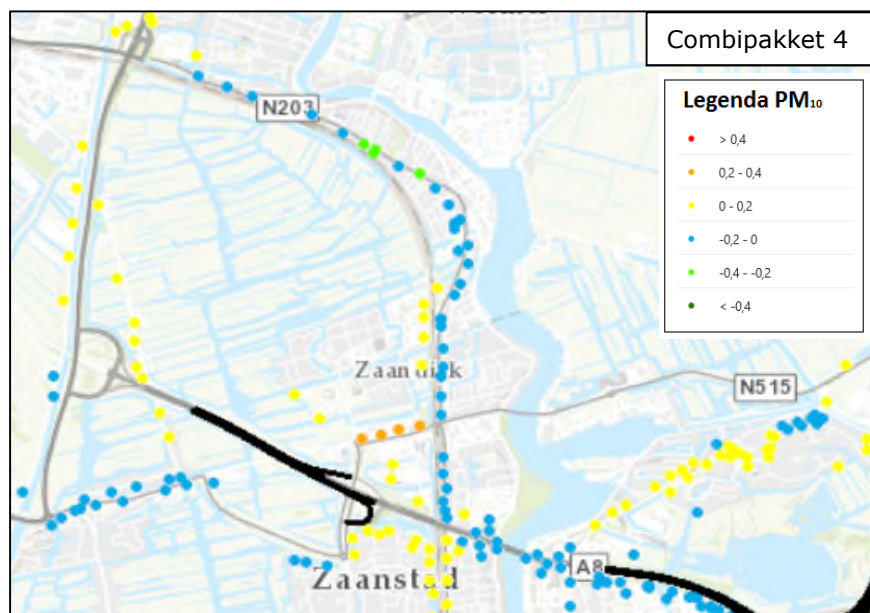 Combipakket 4
Legenda PM₁₀
> 0,4
0,2 - 0,4
0 - 0,2
-0,2 - 0
-0,4 - -0,2
< -0,4
N203
Zaandijk
N515
A8
Zaanstad